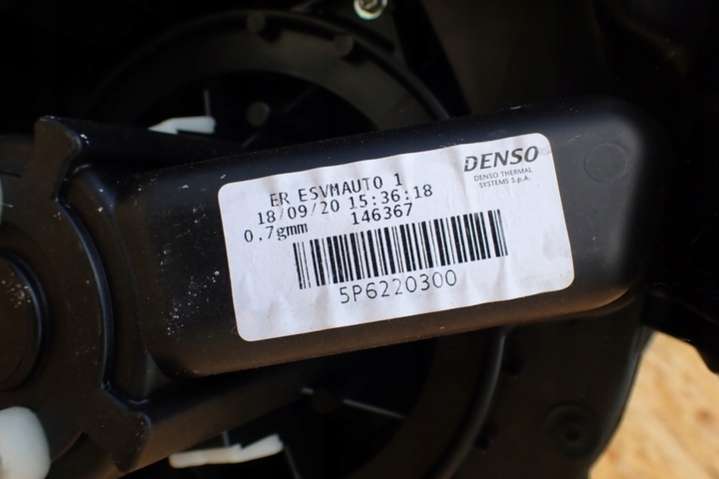 DENSO
DENSO THERMAL
SYSTEMS S.p.A.
ER ESVMAUTO 1
18/09/20 15:36:18
0.7gmm 146367
5P6220300